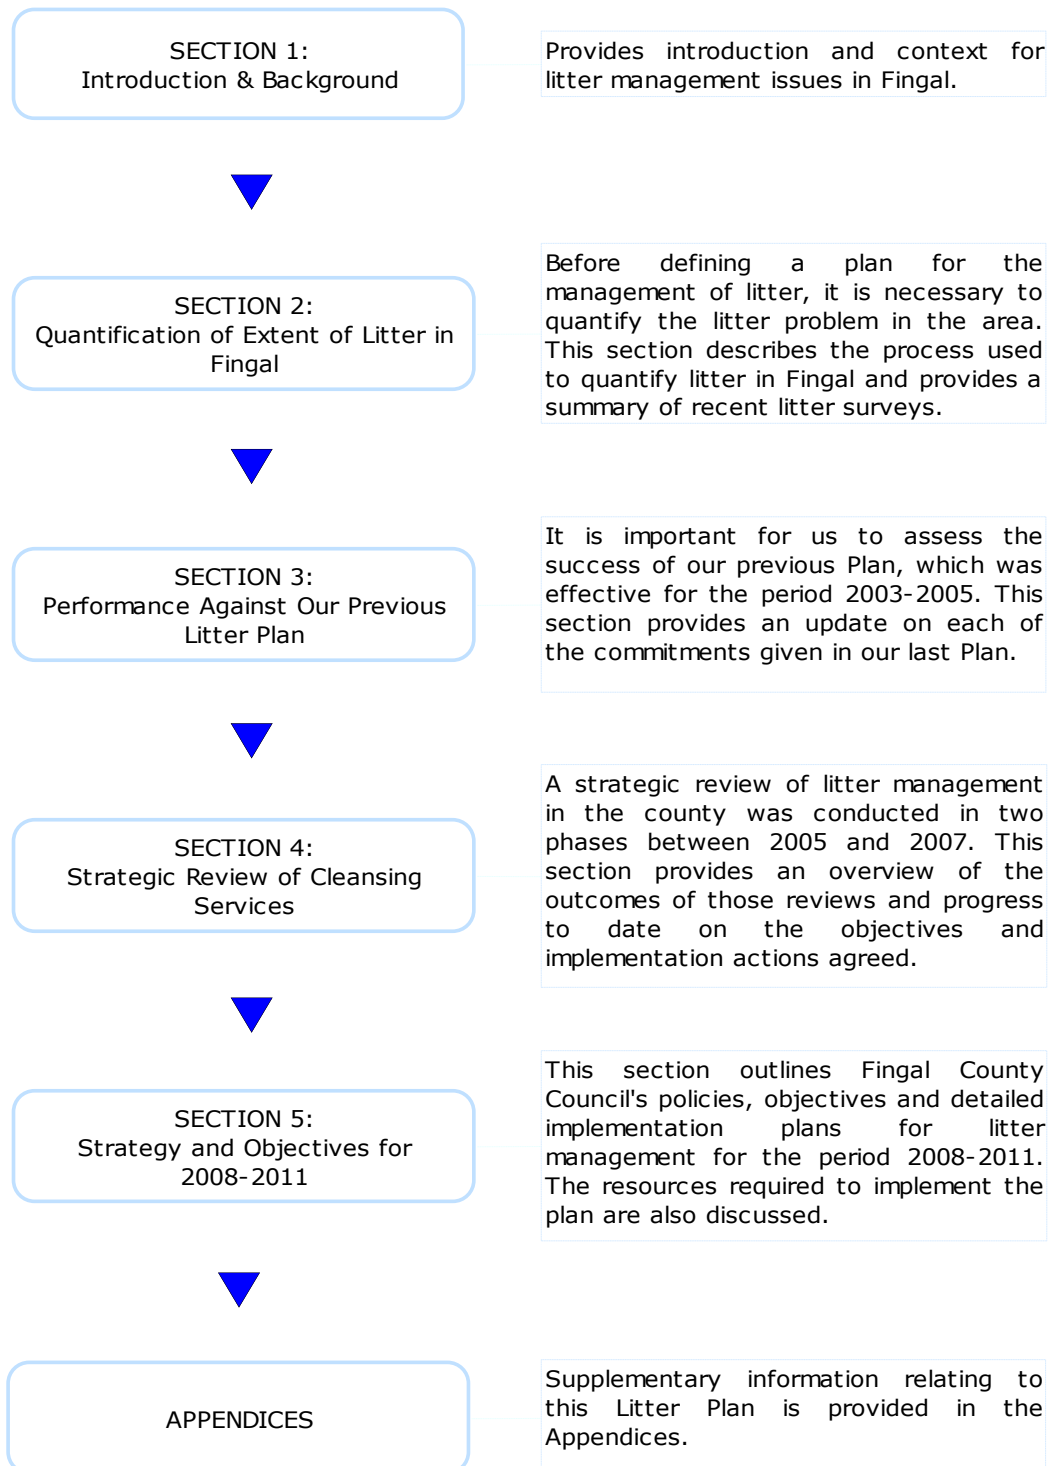 SECTION 1:
Introduction & Background
Provides introduction and context for
litter management issues in Fingal.
SECTION 2:
Quantification of Extent of Litter in
Fingal
Before defining a plan for the
management of litter, it is necessary to
quantify the litter problem in the area.
This section describes the process used
to quantify litter in Fingal and provides a
summary of recent litter surveys.
SECTION 3:
Performance Against Our Previous
Litter Plan
It is important for us to assess the
success of our previous Plan, which was
effective for the period 2003-2005. This
section provides an update on each of
the commitments given in our last Plan.
SECTION 4:
Strategic Review of Cleansing
Services
A strategic review of litter management
in the county was conducted in two
phases between 2005 and 2007. This
section provides an overview of the
outcomes of those reviews and progress
to date on the objectives and
implementation actions agreed.
SECTION 5:
Strategy and Objectives for
2008-2011
This section outlines Fingal County
Council's policies, objectives and detailed
implementation plans for litter
management for the period 2008-2011.
The resources required to implement the
plan are also discussed.
APPENDICES
Supplementary information relating to
this Litter Plan is provided in the
Appendices.